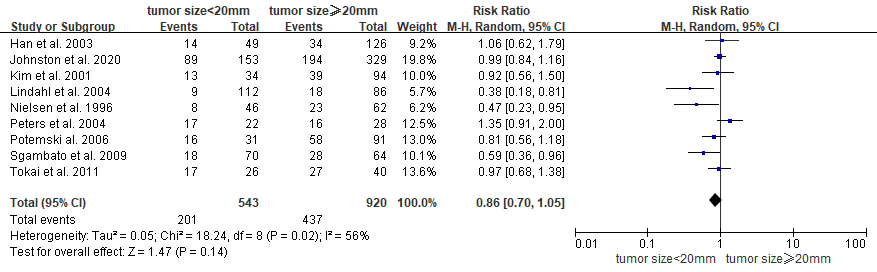 tumor size<20mm tumor size⩾20mm Risk Ratio Risk Ratio
Study or Subgroup Events Total Events Total Weight M-H, Random, 95% CI M-H, Random, 95% CI
Han et al. 2003 14 49 34 126 9.2% 1.06 [0.62, 1.79]
Johnston et al. 2020 89 153 194 329 19.8% 0.99 [0.84, 1.16]
Kim et al. 2001 13 34 39 94 9.6% 0.92 [0.56, 1.50]
Lindahl et al. 2004 9 112 18 86 5.7% 0.38 [0.18, 0.81]
Nielsen et al. 1996 8 46 23 62 6.2% 0.47 [0.23, 0.95]
Peters et al. 2004 17 22 16 28 12.4% 1.35 [0.91, 2.00]
Potemski et al. 2006 16 31 58 91 13.4% 0.81 [0.56, 1.18]
Sgambato et al. 2009 18 70 28 64 10.1% 0.59 [0.36, 0.96]
Tokai et al. 2011 17 26 27 40 13.6% 0.97 [0.68, 1.38]
Total (95% CI) 543 920 100.0% 0.86 [0.70, 1.05]
Total events 201 437
Heterogeneity: Tau² = 0.05; Chi² = 18.24, df = 8 (P = 0.02); I² = 56%
Test for overall effect: Z = 1.47 (P = 0.14)
0.01 0.1 1 10 100
tumor size<20mm tumor size⩾20mm